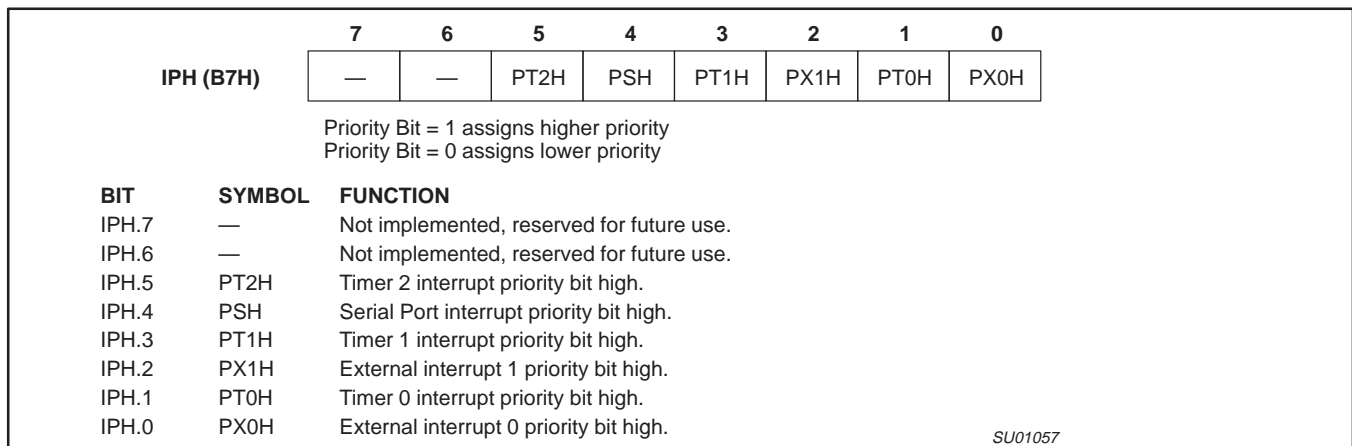 7 6 5 4 3 2 1 0
IPH (B7H) — — PT2H PSH PT1H PX1H PT0H PX0H
Priority Bit = 1 assigns higher priority
Priority Bit = 0 assigns lower priority
BIT SYMBOL FUNCTION
IPH.7 — Not implemented, reserved for future use.
IPH.6 — Not implemented, reserved for future use.
IPH.5 PT2H Timer 2 interrupt priority bit high.
IPH.4 PSH Serial Port interrupt priority bit high.
IPH.3 PT1H Timer 1 interrupt priority bit high.
IPH.2 PX1H External interrupt 1 priority bit high.
IPH.1 PT0H Timer 0 interrupt priority bit high.
IPH.0 PX0H External interrupt 0 priority bit high.
SU01057